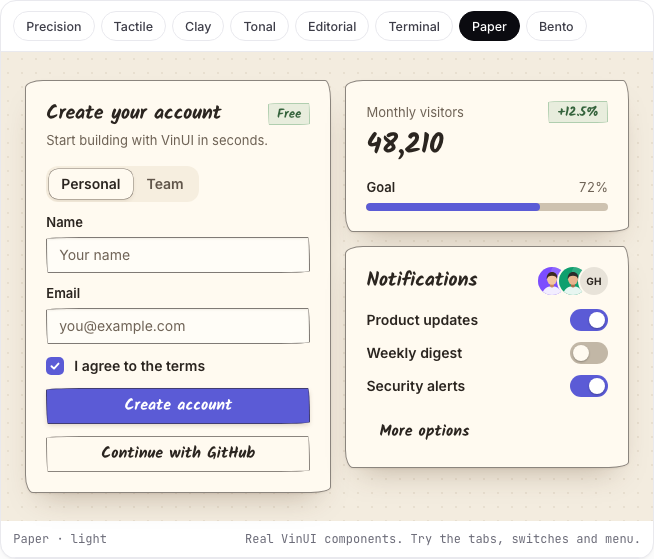 Precision Tactile Clay Tonal Editorial Terminal Paper Bento
Create your account Free
Start building with VinUI in seconds.
Personal Team
Name
Your name
Email
you@example.com
I agree to the terms
Create account
Continue with GitHub
Monthly visitors +12.5%
48,210
Goal 72%
Notifications GH
Product updates
Weekly digest
Security alerts
More options
Paper · light Real VinUI components. Try the tabs, switches and menu.